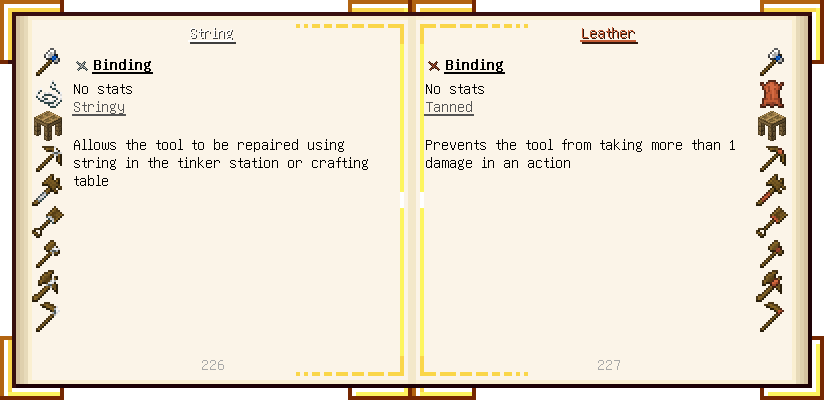 String
Binding
No stats
Stringy
Allows the tool to be repaired using
string in the tinker station or crafting
table
226
Leather
Binding
No stats
Tanned
Prevents the tool from taking more than 1
damage in an action
227